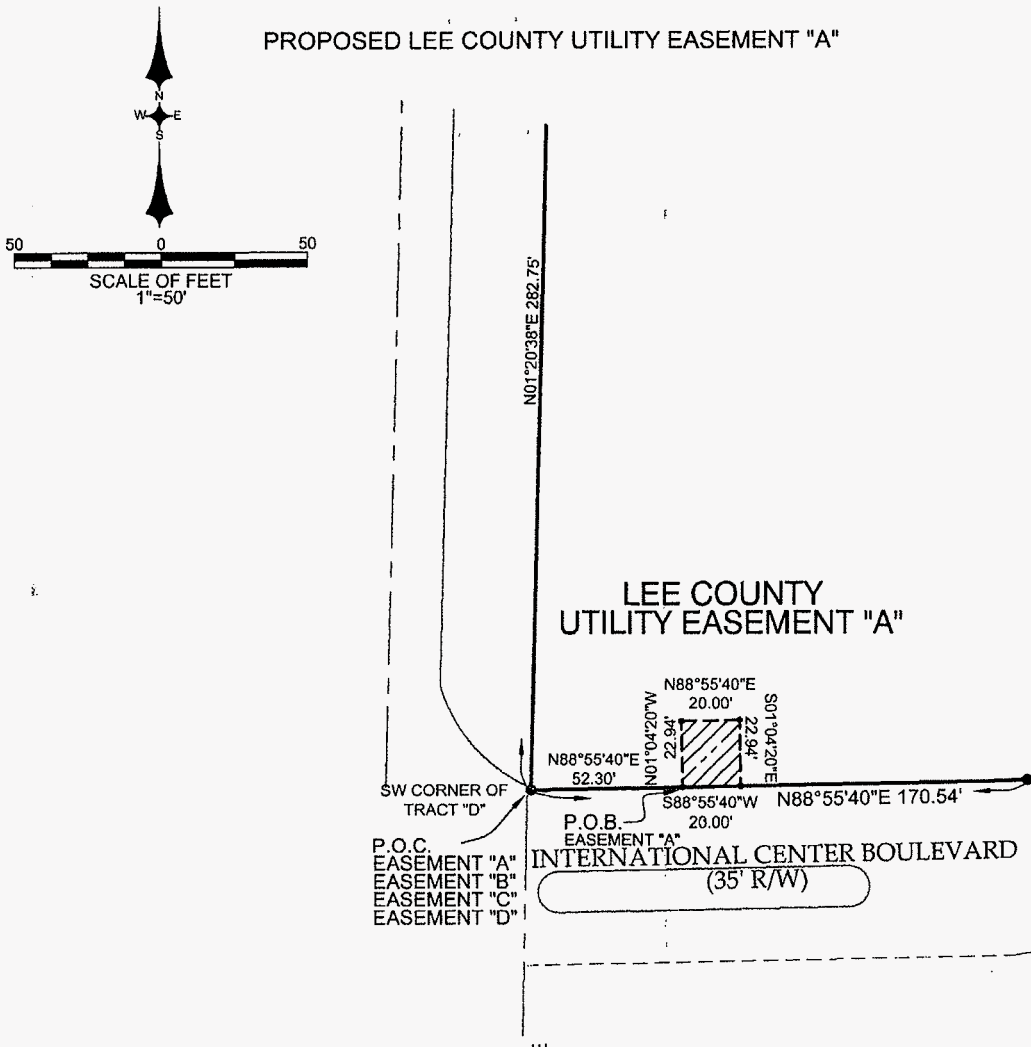 PROPOSED LEE COUNTY UTILITY EASEMENT "A"
N
W E
S
50 0 50
SCALE OF FEET
1"=50'
N01°20'38"E 282.75'
LEE COUNTY
UTILITY EASEMENT "A"
N88°55'40"E
20.00'
N01°04'20"W
22.94'
S01°04'20"E
22.94'
N88°55'40"E
52.30'
SW CORNER OF
TRACT "D"
S88°55'40"W
20.00'
N88°55'40"E 170.54'
P.O.B.
EASEMENT "A"
P.O.C.
EASEMENT "A"
EASEMENT "B"
EASEMENT "C"
EASEMENT "D"
INTERNATIONAL CENTER BOULEVARD
(35' R/W)